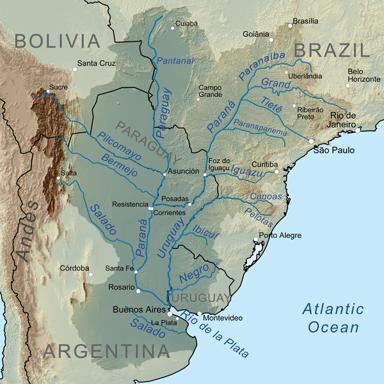 BOLIVIA
BRAZIL
Cuiabá
Brasília
Goiânia
Santa Cruz
Pantanal
Paranaiba
Uberlândia
Belo
Horizonte
Sucre
Campo
Grande
Grand
Paraguay
Paraná
Tietê
Ribeirão
Preto
Rio de
Janeiro
Paranapanema
PARAGUAY
São Paulo
Pilcomayo
Bermejo
Salta
Asunción
Foz do
Iguaçu
Iguazu
Curitiba
Andes
Salado
Resistencia
Posadas
Corrientes
Canoas
Pelotas
Paraná
Uruguay
Ibicuí
Porto Alegre
Córdoba
Santa Fe
Negro
Rosario
URUGUAY
Buenos Aires
La Plata
Montevideo
Salado
Río de la Plata
Atlantic
Ocean
ARGENTINA